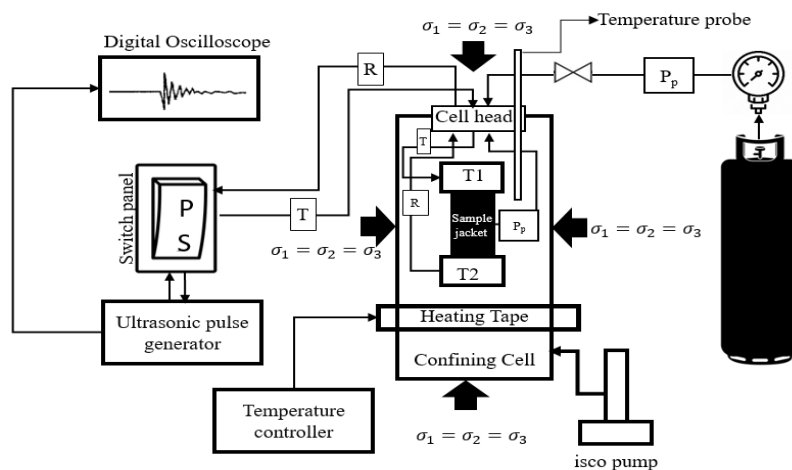 σ₁ = σ₂ = σ₃
Temperature probe
Digital Oscilloscope
R
Pₚ
Cell head
T
T1
R
Switch panel
P
S
T
Sample
jacket
Pₚ
σ₁ = σ₂ = σ₃
σ₁ = σ₂ = σ₃
T2
Ultrasonic pulse
generator
Heating Tape
Confining Cell
Temperature
controller
σ₁ = σ₂ = σ₃
isco pump